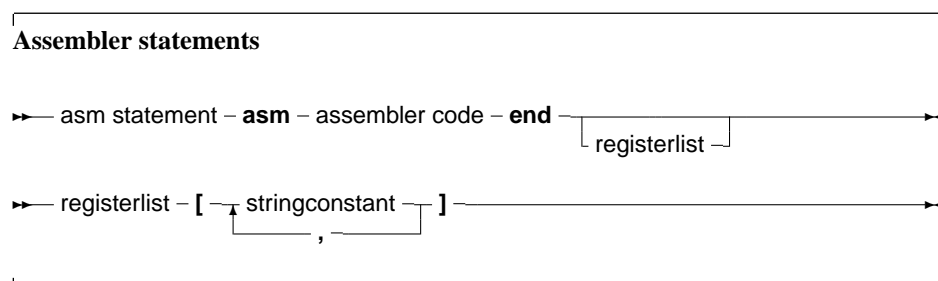 Assembler statements
asm statement – asm – assembler code – end
registerlist
registerlist – [ stringconstant ]
,